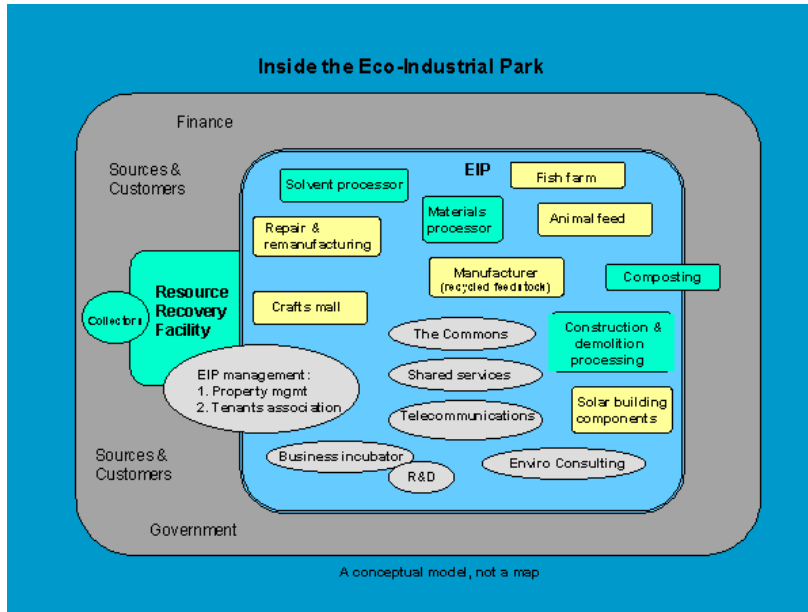 Inside the Eco-Industrial Park
Finance
Sources &
Customers
EIP
Solvent processor
Fish farm
Materials
processor
Animal feed
Repair &
remanufacturing
Manufacturer
(recycled feedstock)
Composting
Resource
Recovery
Facility
Collectors
Crafts mall
The Commons
Construction &
demolition
processing
EIP management:
1. Property mgmt
2. Tenants association
Shared services
Telecommunications
Solar building
components
Sources &
Customers
Business incubator
R&D
Enviro Consulting
Government
A conceptual model, not a map